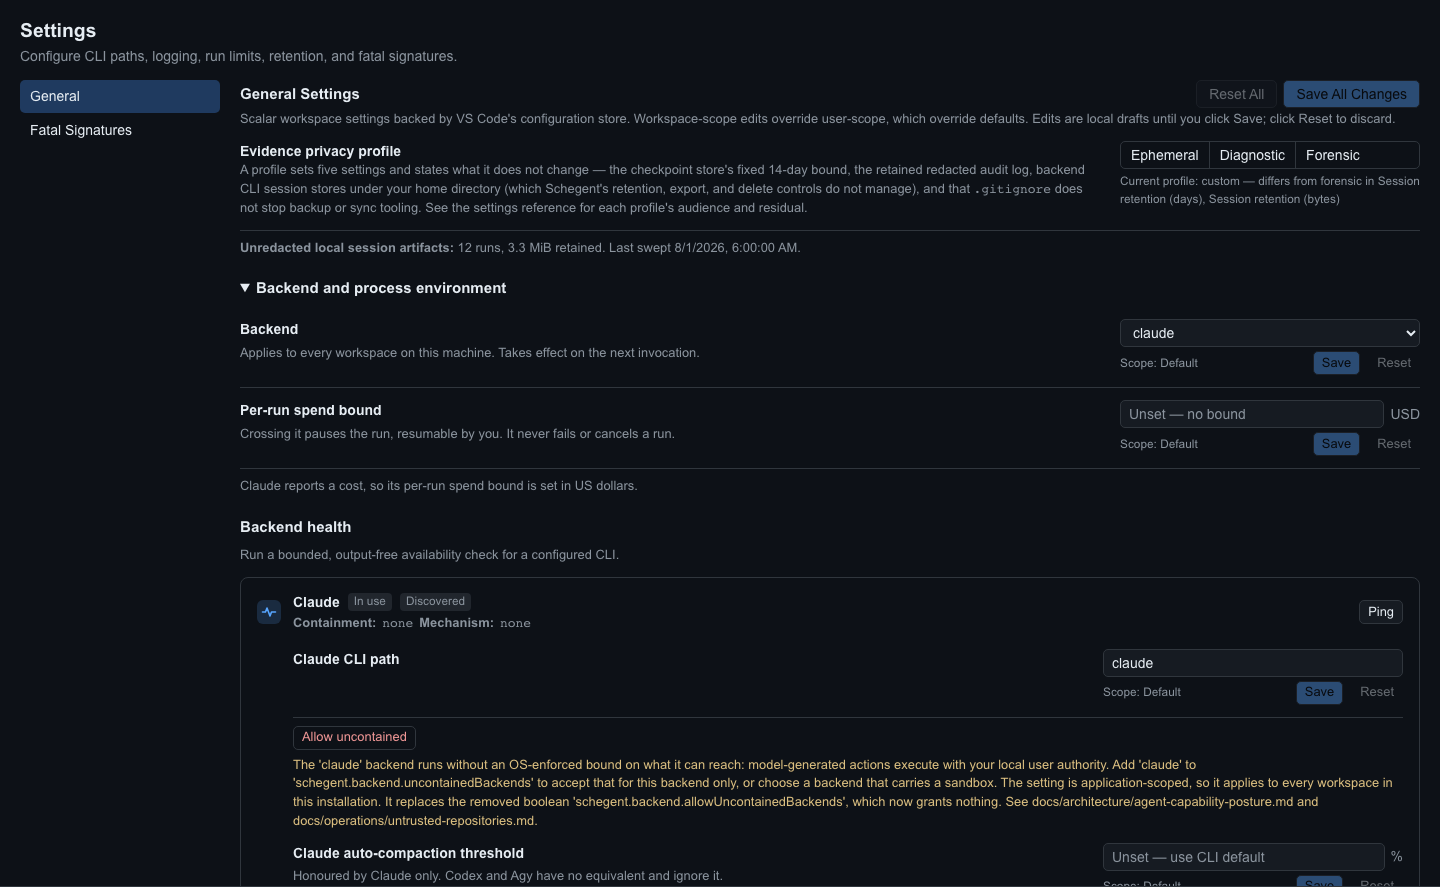 Settings
Configure CLI paths, logging, run limits, retention, and fatal signatures.
General
Fatal Signatures
General Settings
Reset All
Save All Changes
Scalar workspace settings backed by VS Code's configuration store. Workspace-scope edits override user-scope, which override defaults. Edits are local drafts until you click Save; click Reset to discard.
Evidence privacy profile
A profile sets five settings and states what it does not change — the checkpoint store's fixed 14-day bound, the retained redacted audit log, backend
CLI session stores under your home directory (which Schegent's retention, export, and delete controls do not manage), and that .gitignore does
not stop backup or sync tooling. See the settings reference for each profile's audience and residual.
Ephemeral
Diagnostic
Forensic
Current profile: custom — differs from forensic in Session
retention (days), Session retention (bytes)
Unredacted local session artifacts: 12 runs, 3.3 MiB retained. Last swept 8/1/2026, 6:00:00 AM.
Backend and process environment
Backend
Applies to every workspace on this machine. Takes effect on the next invocation.
claude
Scope: Default
Save
Reset
Per-run spend bound
Crossing it pauses the run, resumable by you. It never fails or cancels a run.
Unset — no bound
USD
Scope: Default
Save
Reset
Claude reports a cost, so its per-run spend bound is set in US dollars.
Backend health
Run a bounded, output-free availability check for a configured CLI.
Claude
In use
Discovered
Containment: none Mechanism: none
Ping
Claude CLI path
claude
Scope: Default
Save
Reset
Allow uncontained
The 'claude' backend runs without an OS-enforced bound on what it can reach: model-generated actions execute with your local user authority. Add 'claude' to
'schegent.backend.uncontainedBackends' to accept that for this backend only, or choose a backend that carries a sandbox. The setting is application-scoped, so it applies to every workspace in
this installation. It replaces the removed boolean 'schegent.backend.allowUncontainedBackends', which now grants nothing. See docs/architecture/agent-capability-posture.md and
docs/operations/untrusted-repositories.md.
Claude auto-compaction threshold
Honoured by Claude only. Codex and Agy have no equivalent and ignore it.
Unset — use CLI default
%
Scope: Default
Save
Reset